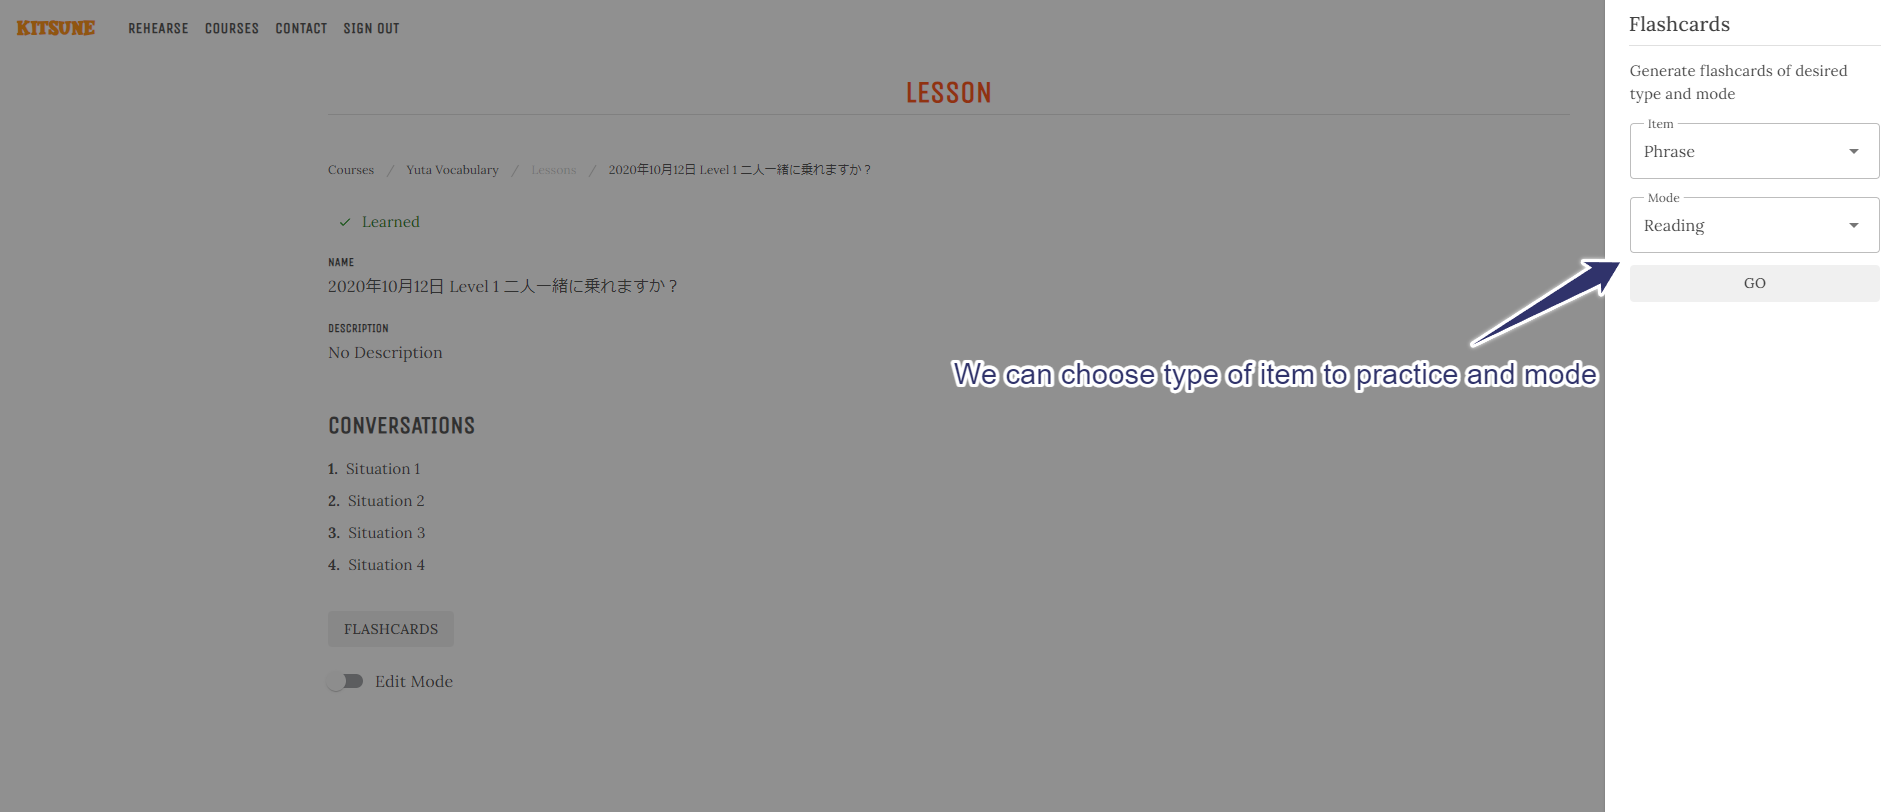 KITSUNE REHEARSE COURSES CONTACT SIGN OUT
LESSON
Courses / Yuta Vocabulary / Lessons / 2020年10月12日 Level 1 二人一緒に乗れますか？
Learned
NAME
2020年10月12日 Level 1 二人一緒に乗れますか？
DESCRIPTION
No Description
CONVERSATIONS
1. Situation 1
2. Situation 2
3. Situation 3
4. Situation 4
FLASHCARDS
Edit Mode
We can choose type of item to practice and mode
Flashcards
Generate flashcards of desired
type and mode
Item
Phrase
Mode
Reading
GO